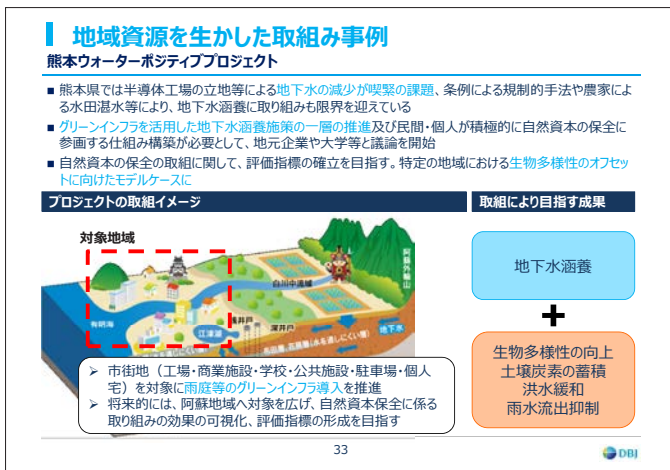 地域資源を生かした取組み事例
熊本ウォーターポジティブプロジェクト
■ 熊本県では半導体工場の立地等による地下水の減少が喫緊の課題、条例による規制的手法や農家によ
る水田湛水等により、地下水涵養に取り組みも限界を迎えている
■ グリーンインフラを活用した地下水涵養施策の一層の推進及び民間・個人が積極的に自然資本の保全に
参画する仕組み構築が必要として、地元企業や大学等と議論を開始
■ 自然資本の保全の取組に関して、評価指標の確立を目指す。特定の地域における生物多様性のオフセッ
トに向けたモデルケースに
プロジェクトの取組イメージ
取組により目指す成果
対象地域
阿蘇外輪山
白川中流域
有明海
江津湖
浅井戸
深井戸
(水を通しにくい層)
地下水
➢ 市街地（工場・商業施設・学校・公共施設・駐車場・個人
宅）を対象に雨庭等のグリーンインフラ導入を推進
➢ 将来的には、阿蘇地域へ対象を広げ、自然資本保全に係る
取り組みの効果の可視化、評価指標の形成を目指す
地下水涵養
+
生物多様性の向上
土壌炭素の蓄積
洪水緩和
雨水流出抑制
33
DBJ